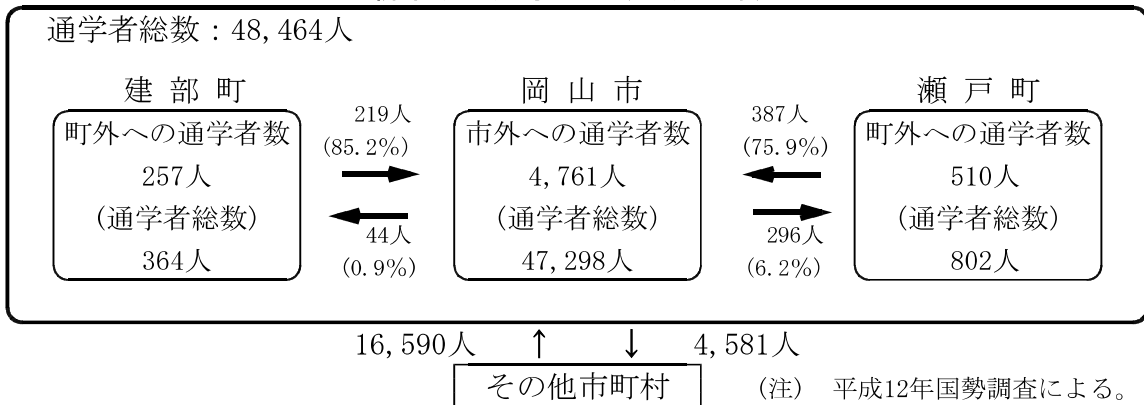 通学者総数：48,464人
建 部 町
町外への通学者数
257人
(通学者総数)
364人
219人
(85.2%)
44人
(0.9%)
岡 山 市
市外への通学者数
4,761人
(通学者総数)
47,298人
387人
(75.9%)
296人
(6.2%)
瀬 戸 町
町外への通学者数
510人
(通学者総数)
802人
16,590人 ↑ ↓ 4,581人
その他市町村
(注) 平成12年国勢調査による。